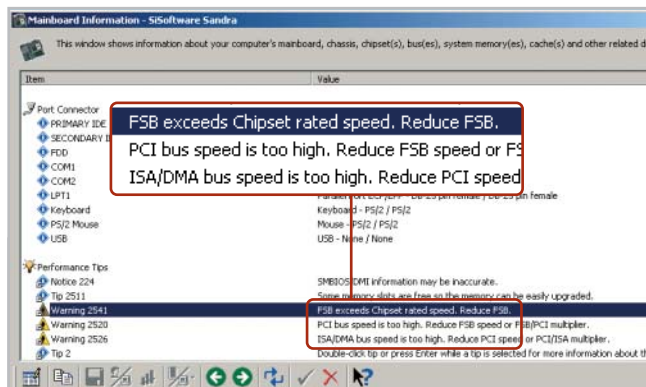 Mainboard Information - SiSoftware Sandra
This window shows information about your computer's mainboard, chassis, chipset(s), bus(es), system memory(es), cache(s) and other related d
Item Value
Port Connector
FSB exceeds Chipset rated speed. Reduce FSB.
PCI bus speed is too high. Reduce FSB speed or FS
ISA/DMA bus speed is too high. Reduce PCI speed
PRIMARY IDE
SECONDARY I
FDD
COM1
COM2
LPT1 pin female
Keyboard Keyboard - PS/2 / PS/2
PS/2 Mouse Mouse - PS/2 / PS/2
USB USB - None / None
Performance Tips
Notice 224 SMBIOS/DMI information may be inaccurate.
Tip 2511 Some memory slots are free so the memory can be easily upgraded.
Warning 2541 FSB exceeds Chipset rated speed. Reduce FSB.
Warning 2520 PCI bus speed is too high. Reduce FSB speed or FSB/PCI multiplier.
Warning 2526 ISA/DMA bus speed is too high. Reduce PCI speed or PCI/ISA multiplier.
Tip 2 Double-click tip or press Enter while a tip is selected for more information about th